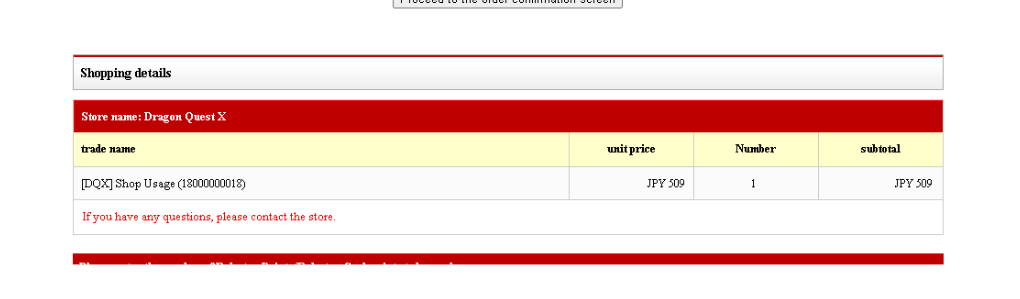 Proceed to the order confirmation screen
Shopping details
Store name: Dragon Quest X
trade name unit price Number subtotal
[DQX] Shop Usage (18000000018) JPY 509 1 JPY 509
If you have any questions, please contact the store.